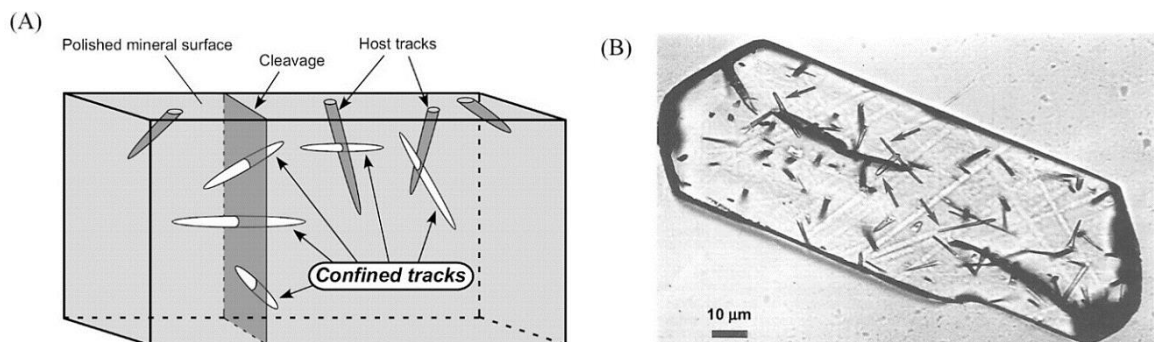 (A)
Polished mineral surface
Cleavage
Host tracks
Confined tracks
(B)
10 μm